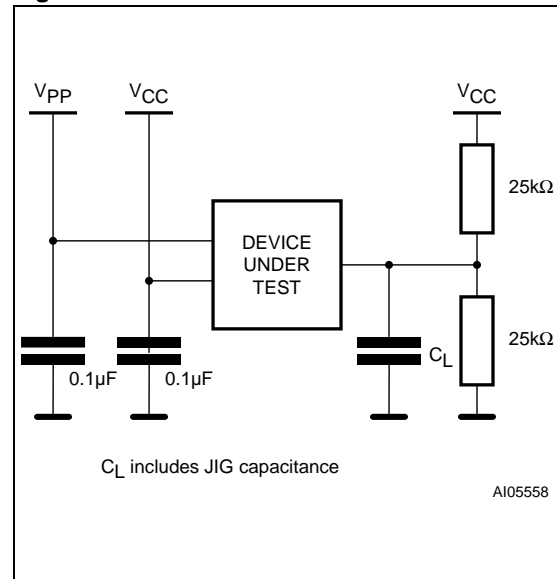 VPP
VCC
VCC
25kΩ
DEVICE
UNDER
TEST
25kΩ
CL
0.1µF
0.1µF
CL includes JIG capacitance
AI05558